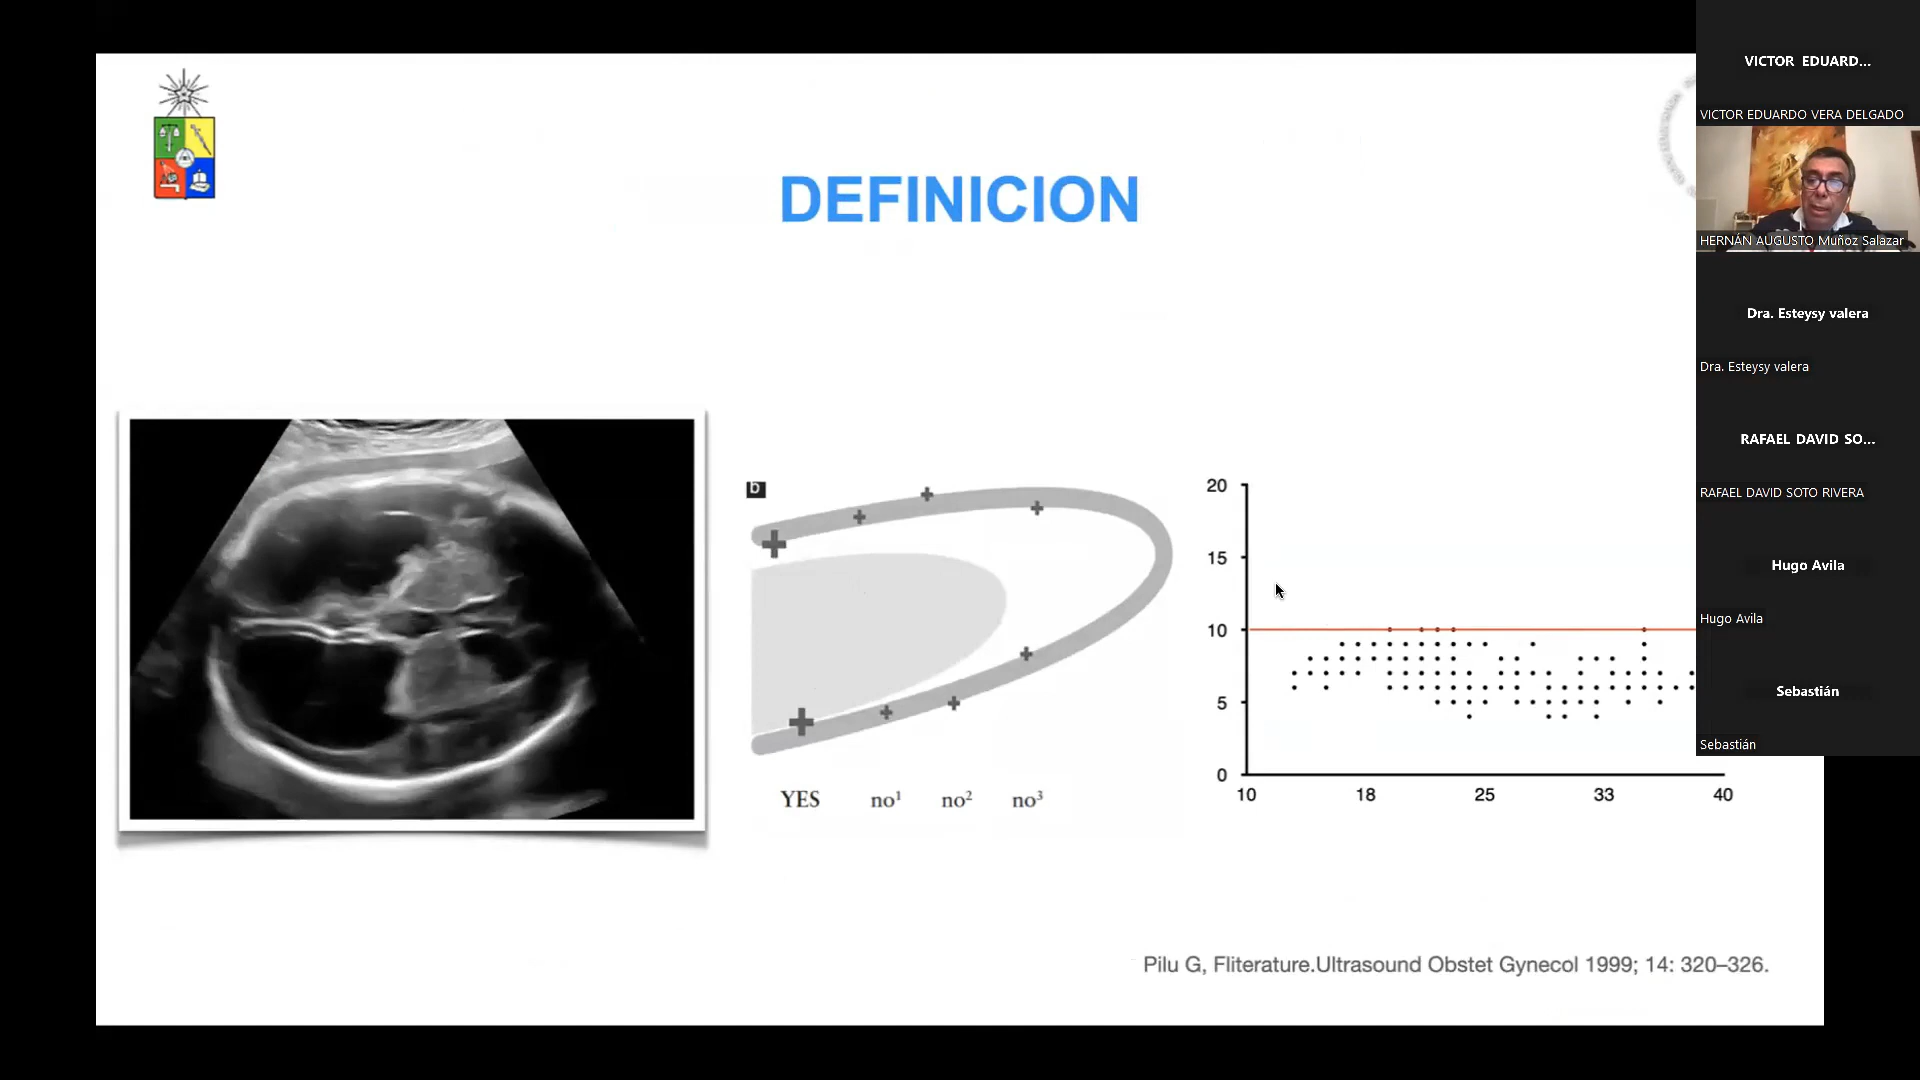 DEFINICION
b
YES no¹ no² no³
20
15
10
5
0
10 18 25 33 40
Pilu G, Fliterature.Ultrasound Obstet Gynecol 1999; 14: 320–326.
VICTOR EDUARD...
VICTOR EDUARDO VERA DELGADO
HERNÁN AUGUSTO Muñoz Salazar
Dra. Esteysy valera
Dra. Esteysy valera
RAFAEL DAVID SO...
RAFAEL DAVID SOTO RIVERA
Hugo Avila
Hugo Avila
Sebastián
Sebastián